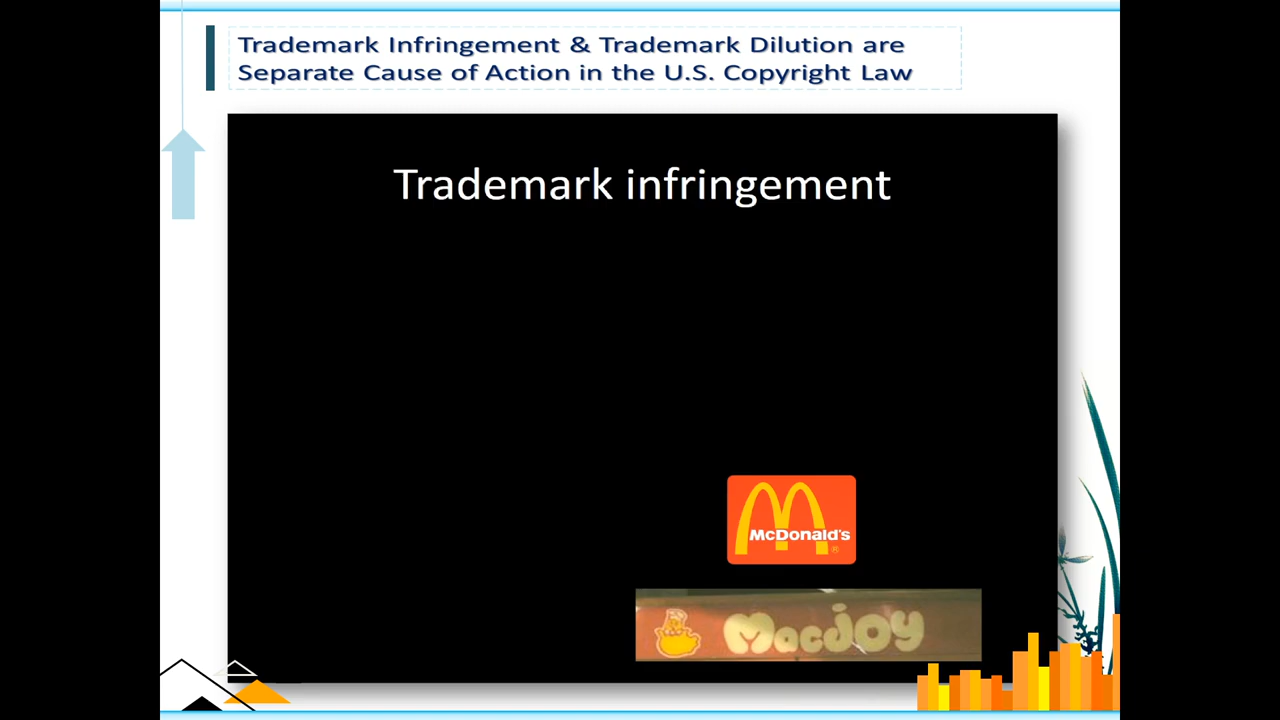 Trademark Infringement & Trademark Dilution are
Separate Cause of Action in the U.S. Copyright Law
Trademark infringement
McDonald's
®
MacJoy